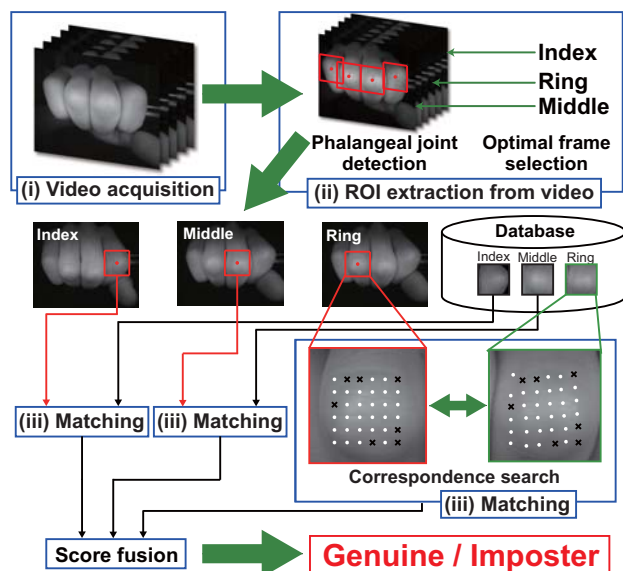 Index
Ring
Middle
Phalangeal joint
detection
Optimal frame
selection
(i) Video acquisition
(ii) ROI extraction from video
Index
Middle
Ring
Database
Index
Middle
Ring
(iii) Matching
(iii) Matching
Correspondence search
(iii) Matching
Score fusion
Genuine / Imposter